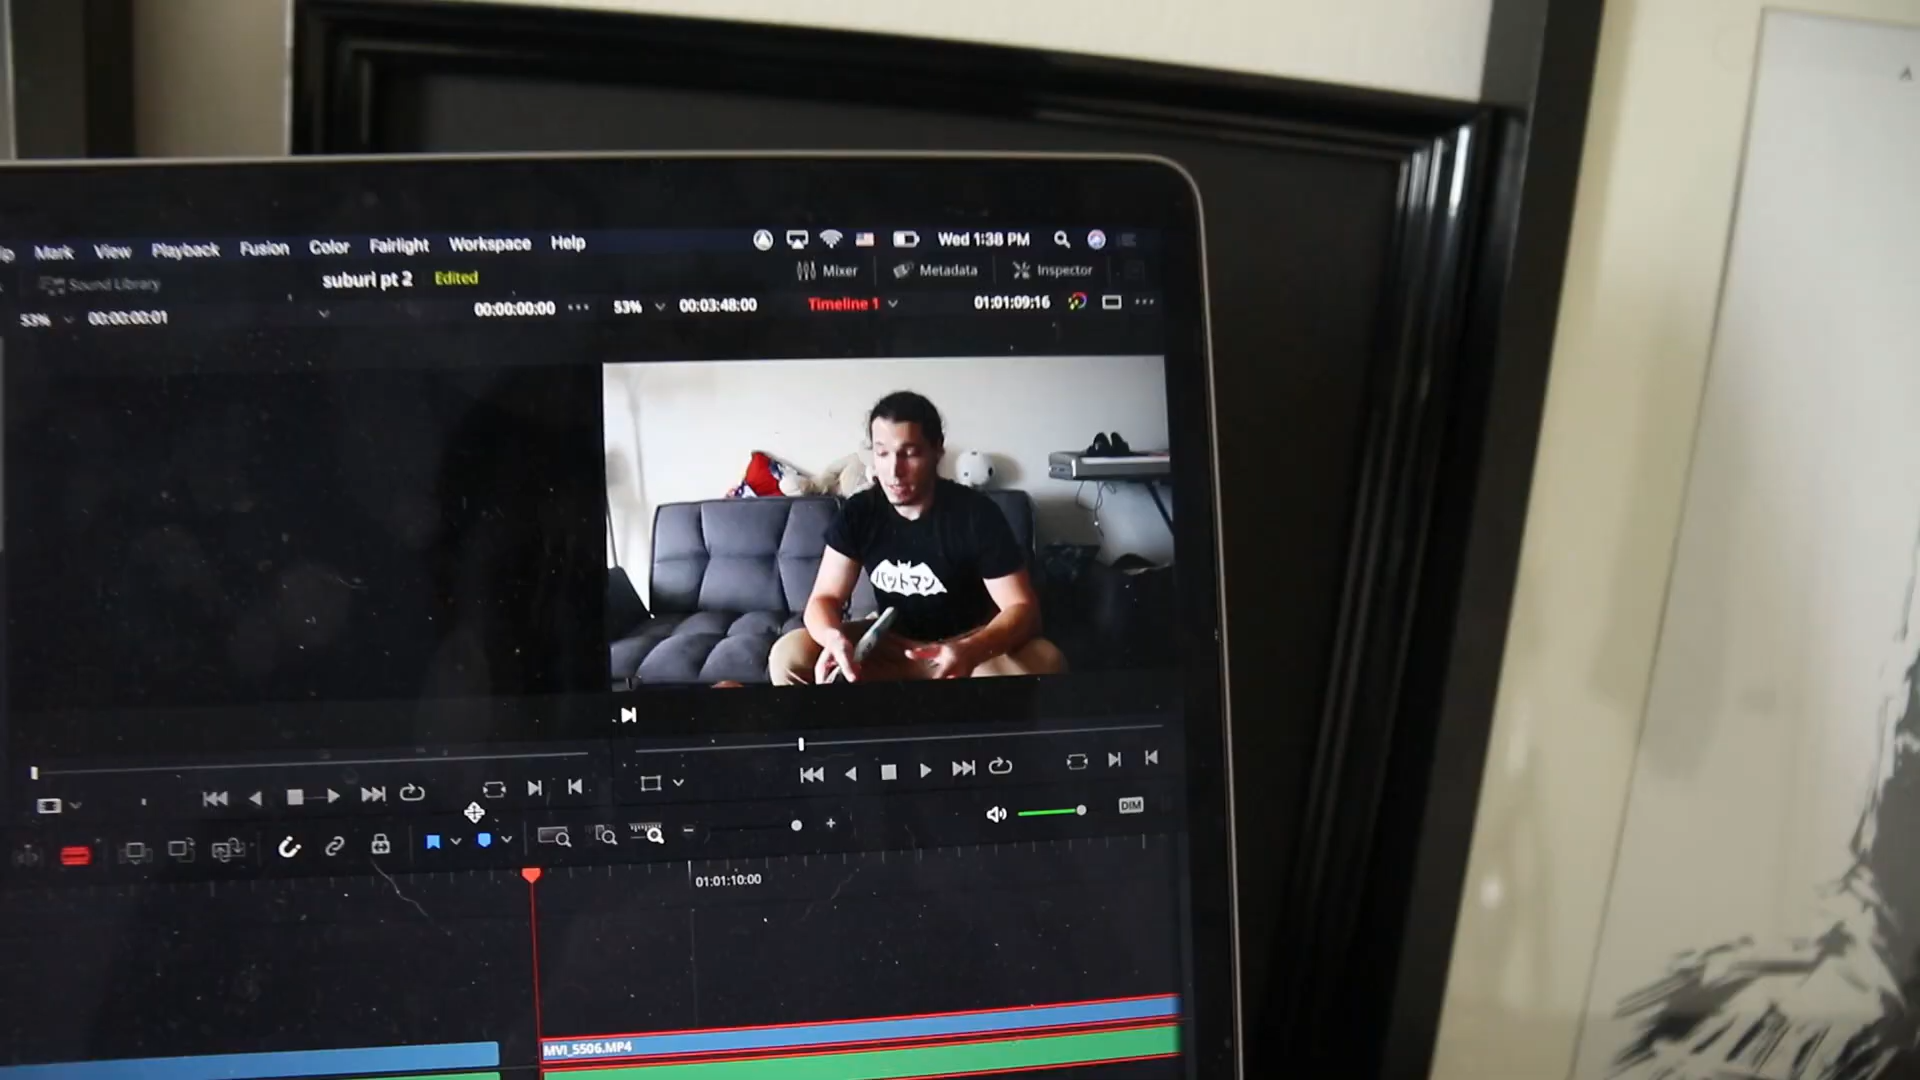 Mark View Playback Fusion Color Fairlight Workspace Help Wed 1:38 PM
Sound Library suburi pt 2 Edited Mixer Metadata Inspector
53% 00:00:00:01 00:00:00:00 53% 00:03:48:00 Timeline 1 01:01:09:16
バットマン
DIM
01:01:10:00
MVI_5506.MP4